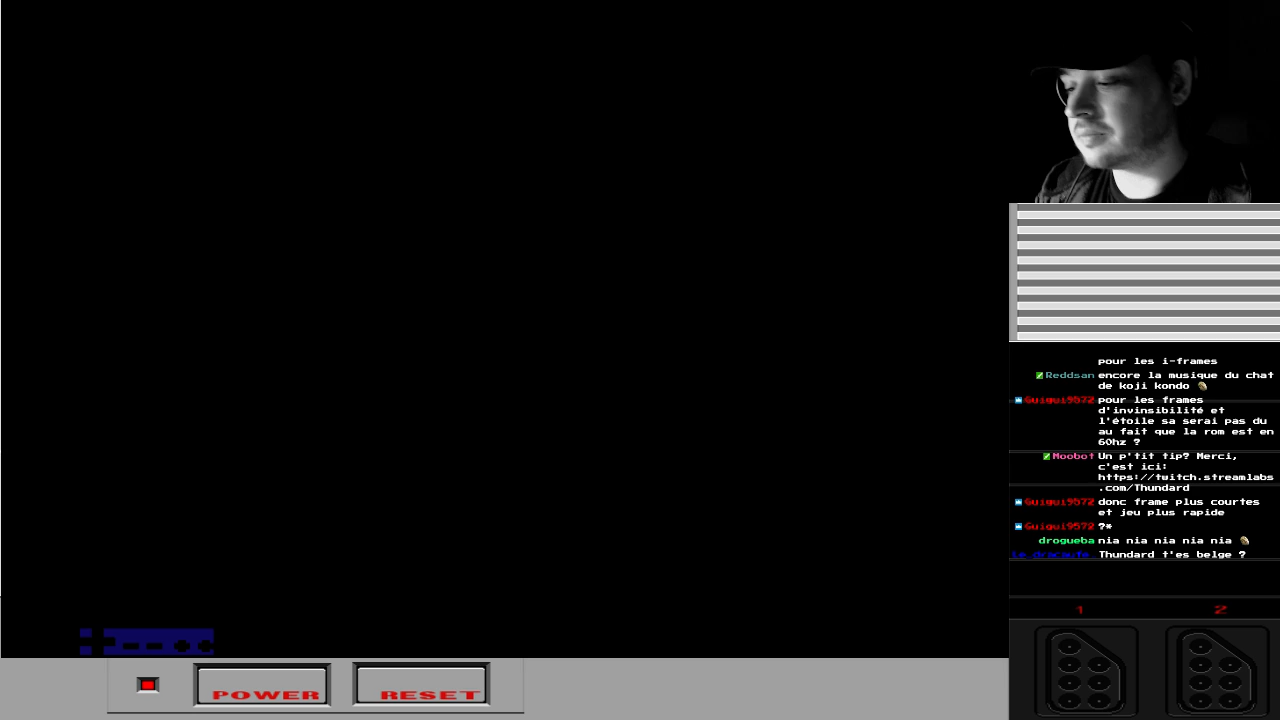 pour les i-frames
Reddsan encore la musique du chat
de koji kondo
Guigui9572 pour les frames
d'invinsibilité et
l'étoile sa serai pas du
au fait que la rom est en
60hz ?
Moobot Un p'tit tip? Merci,
c'est ici:
https://twitch.streamlabs
.com/Thundard
Guigui9572 donc frame plus courtes
et jeu plus rapide
Guigui9572 ?*
drogueba nia nia nia nia nia
Le_dracaufe Thundard t'es belge ?
1 2
POWER RESET